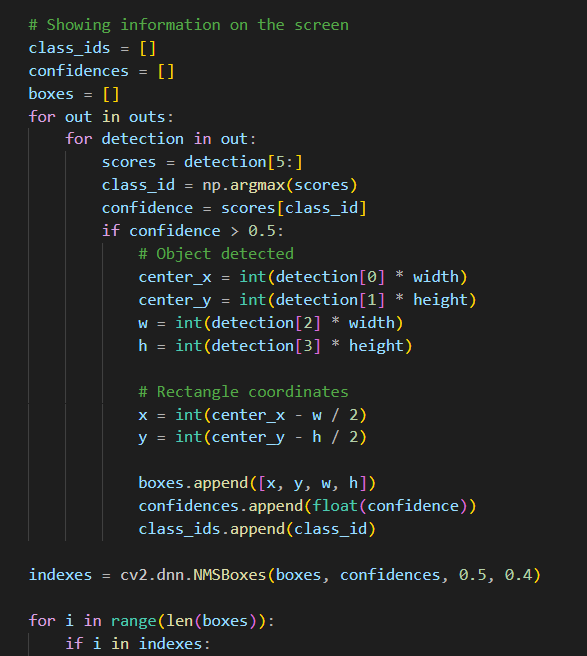 # Showing information on the screen
class_ids = []
confidences = []
boxes = []
for out in outs:
    for detection in out:
        scores = detection[5:]
        class_id = np.argmax(scores)
        confidence = scores[class_id]
        if confidence > 0.5:
            # Object detected
            center_x = int(detection[0] * width)
            center_y = int(detection[1] * height)
            w = int(detection[2] * width)
            h = int(detection[3] * height)

            # Rectangle coordinates
            x = int(center_x - w / 2)
            y = int(center_y - h / 2)

            boxes.append([x, y, w, h])
            confidences.append(float(confidence))
            class_ids.append(class_id)

indexes = cv2.dnn.NMSBoxes(boxes, confidences, 0.5, 0.4)

for i in range(len(boxes)):
    if i in indexes: